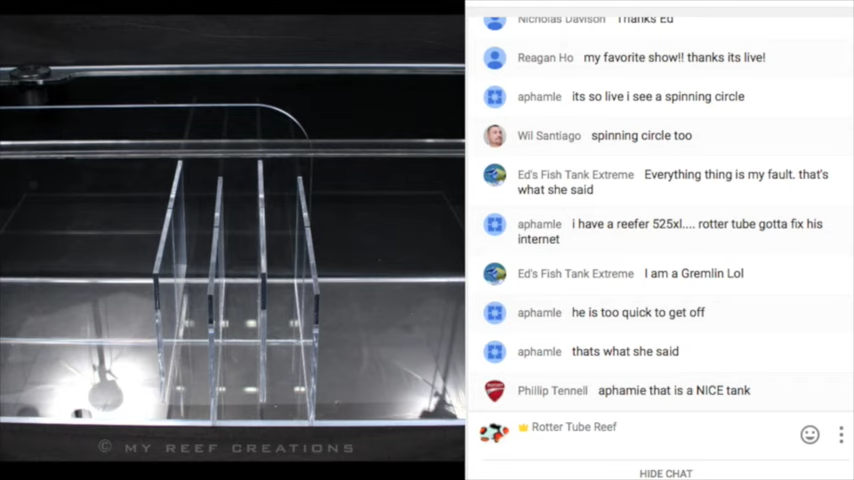 © MY REEF CREATIONS
Nicholas Davison Thanks Ed
Reagan Ho my favorite show!! thanks its live!
aphamle its so live i see a spinning circle
Wil Santiago spinning circle too
Ed's Fish Tank Extreme Everything thing is my fault. that's
what she said
aphamle i have a reefer 525xl.... rotter tube gotta fix his
internet
Ed's Fish Tank Extreme I am a Gremlin Lol
aphamle he is too quick to get off
aphamle thats what she said
Phillip Tennell aphamie that is a NICE tank
Rotter Tube Reef
HIDE CHAT